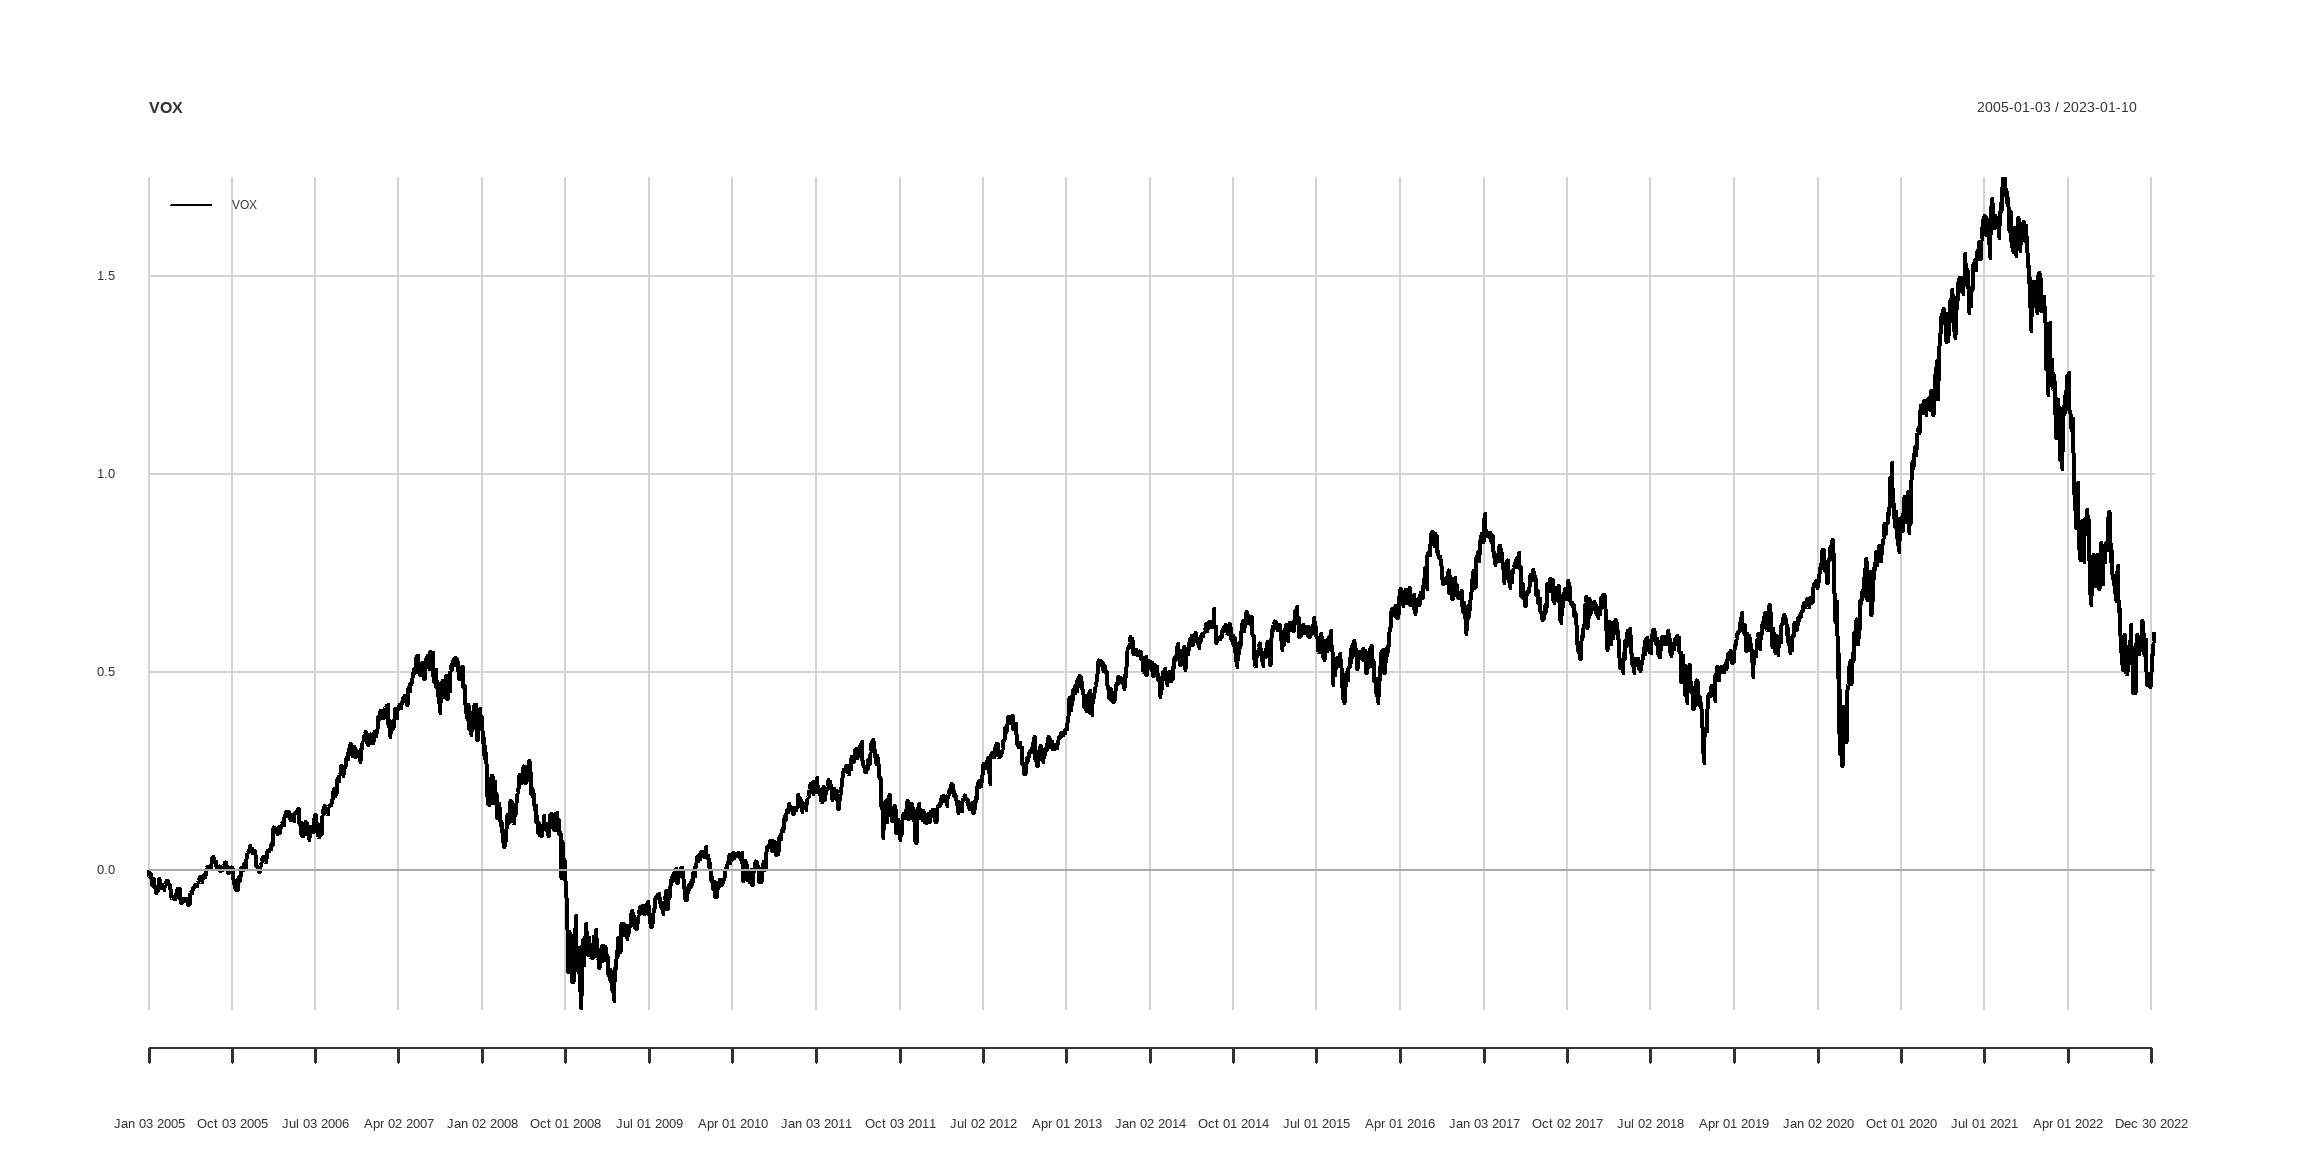 VOX
2005-01-03 / 2023-01-10
VOX
1.5
1.0
0.5
0.0
Jan 03 2005 Oct 03 2005 Jul 03 2006 Apr 02 2007 Jan 02 2008 Oct 01 2008 Jul 01 2009 Apr 01 2010 Jan 03 2011 Oct 03 2011 Jul 02 2012 Apr 01 2013 Jan 02 2014 Oct 01 2014 Jul 01 2015 Apr 01 2016 Jan 03 2017 Oct 02 2017 Jul 02 2018 Apr 01 2019 Jan 02 2020 Oct 01 2020 Jul 01 2021 Apr 01 2022 Dec 30 2022